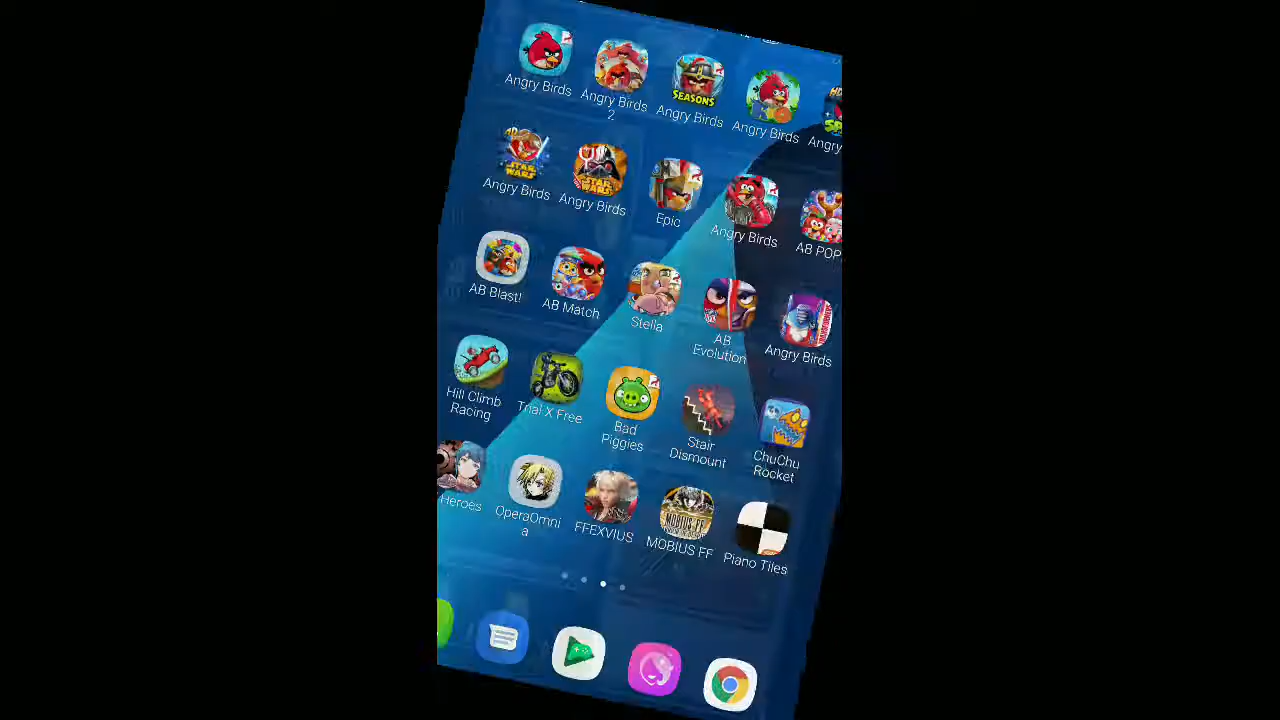 Angry Birds
Angry Birds
2
Angry Birds
Angry Birds
Angry
SEASONS
STAR
WARS
STAR
WARS
Angry Birds
Angry Birds
Epic
Angry Birds
AB POP
AB Blast!
AB Match
Stella
AB
Evolution
Angry Birds
Hill Climb
Racing
Trial X Free
Bad
Piggies
Stair
Dismount
ChuChu
Rocket
Heroes
OperaOmni
a
FFEXVIUS
MOBIUS FF
Piano Tiles